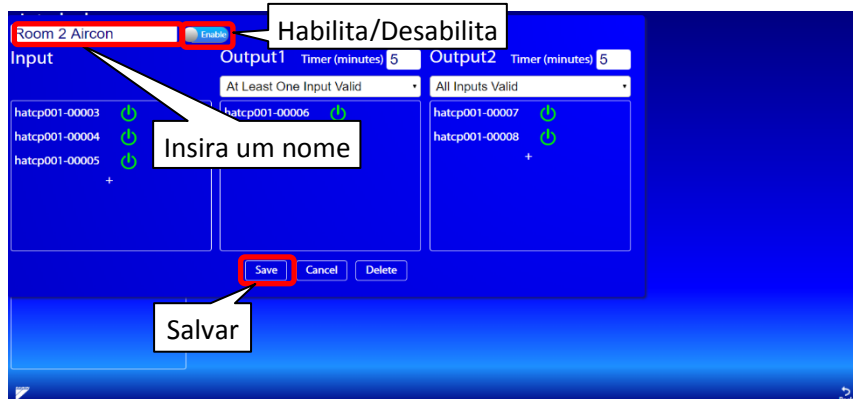 Room 2 Aircon
Enable
Habilita/Desabilita
Input
Output1 Timer (minutes) 5
Output2 Timer (minutes) 5
At Least One Input Valid
All Inputs Valid
hatcp001-00003
hatcp001-00006
hatcp001-00007
hatcp001-00004
hatcp001-00008
hatcp001-00005
+
+
Insira um nome
Save
Cancel
Delete
Salvar